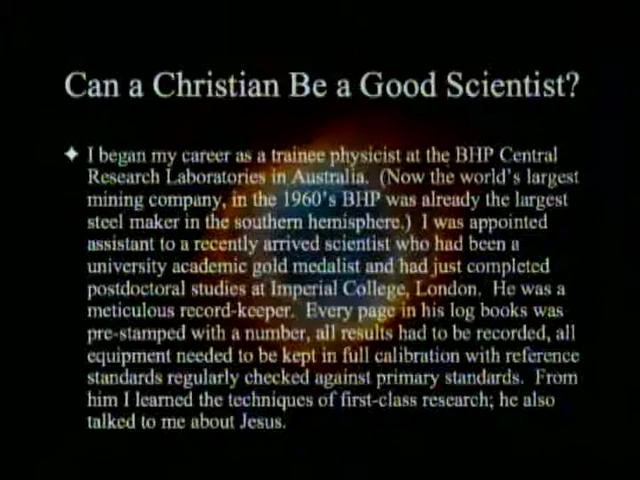 Can a Christian Be a Good Scientist?
✦ I began my career as a trainee physicist at the BHP Central
Research Laboratories in Australia.  (Now the world's largest
mining company, in the 1960's BHP was already the largest
steel maker in the southern hemisphere.)  I was appointed
assistant to a recently arrived scientist who had been a
university academic gold medalist and had just completed
postdoctoral studies at Imperial College, London.  He was a
meticulous record-keeper.  Every page in his log books was
pre-stamped with a number, all results had to be recorded, all
equipment needed to be kept in full calibration with reference
standards regularly checked against primary standards.  From
him I learned the techniques of first-class research; he also
talked to me about Jesus.